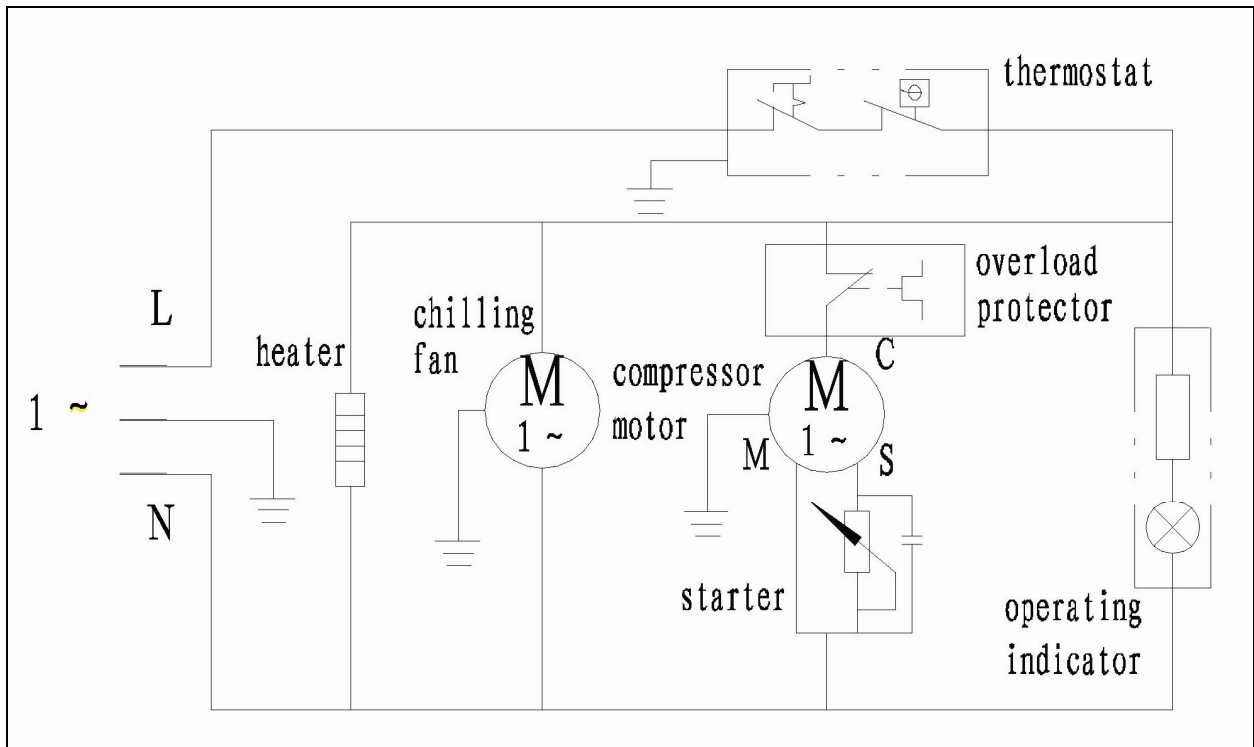 thermostat
L
1 ~
N
heater
chilling
fan
M
1 ~
compressor
motor
overload
protector
C
M
1 ~
M
S
starter
operating
indicator